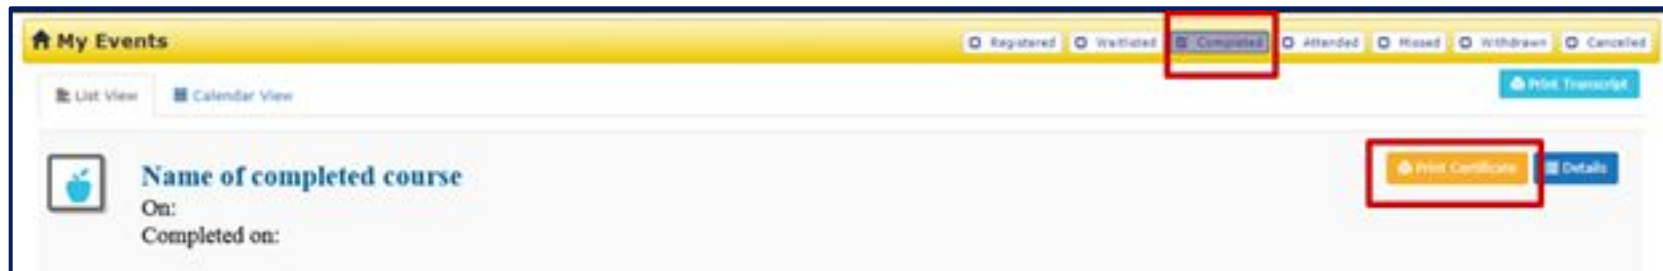 My Events
Registered Waitlisted Completed Attended Missed Withdrawn Cancelled
List View Calendar View
Print Transcript
Name of completed course
Print Certificate Details
On:
Completed on: